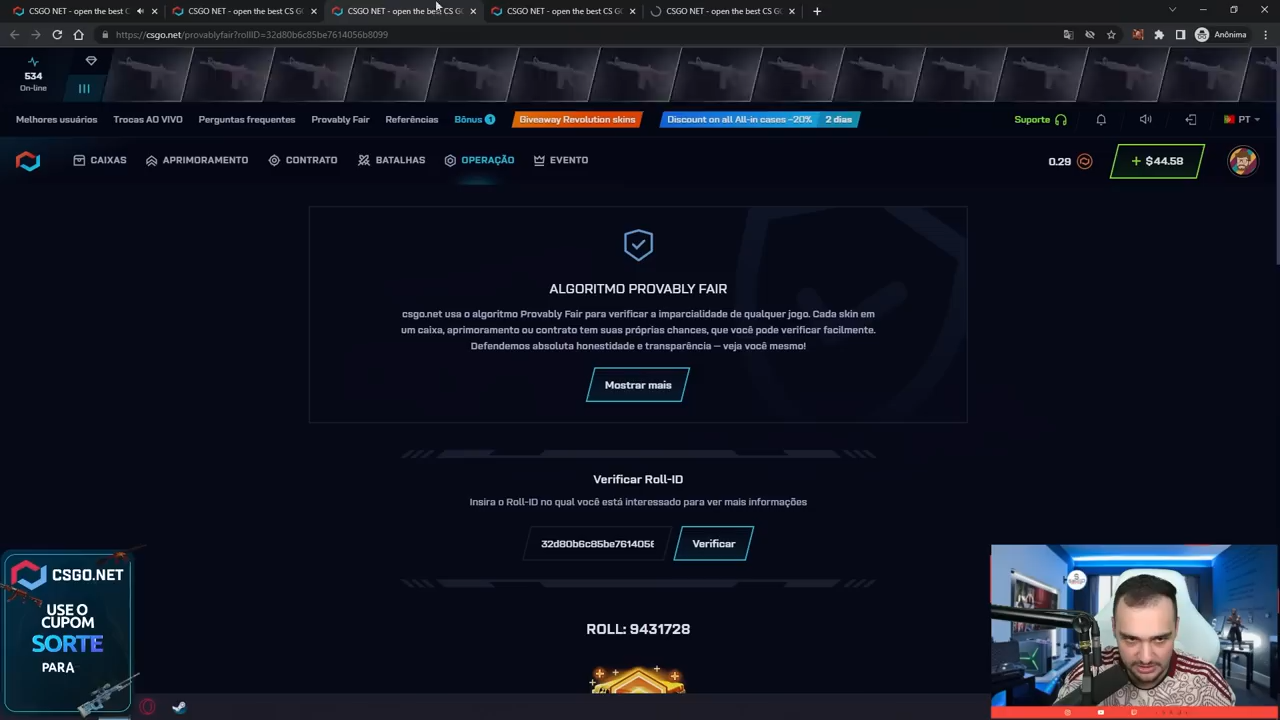 CSGO NET - open the best C
CSGO NET - open the best CS G
CSGO NET - open the best CS G
CSGO NET - open the best CS GO
CSGO NET - open the best CS G
https://csgo.net/provablyfair?rollID=32d80b6c85be7614056b8099
Anônima
534
On-line
Melhores usuários
Trocas AO VIVO
Perguntas frequentes
Provably Fair
Referências
Bônus
Giveaway Revolution skins
Discount on all All-in cases −20%
2 dias
Suporte
PT
CAIXAS
APRIMORAMENTO
CONTRATO
BATALHAS
OPERAÇÃO
EVENTO
0.29
+ $44.58
ALGORITMO PROVABLY FAIR
csgo.net usa o algoritmo Provably Fair para verificar a imparcialidade de qualquer jogo. Cada skin em
um caixa, aprimoramento ou contrato tem suas próprias chances, que você pode verificar facilmente.
Defendemos absoluta honestidade e transparência – veja você mesmo!
Mostrar mais
Verificar Roll-ID
Insira o Roll-ID no qual você está interessado para ver mais informações
32d80b6c85be7614056
Verificar
ROLL: 9431728
CSGO.NET
USE O
CUPOM
SORTE
PARA